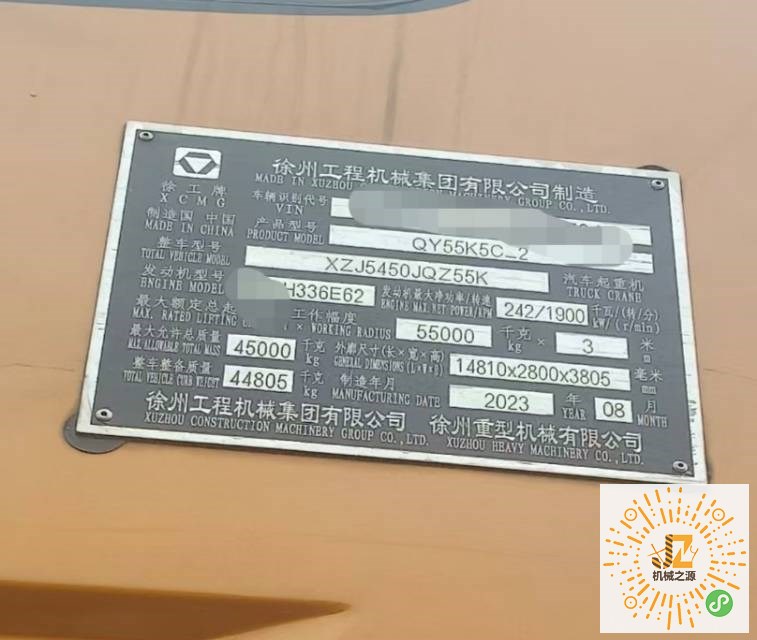 徐州工程机械集团有限公司制造
MADE IN XUZHOU CONSTRUCTION MACHINERY GROUP CO.,LTD.
徐工牌
XCMG
车辆识别代号
VIN
制造国 中国
MADE IN CHINA
产品型号
PRODUCT MODEL
QY55K5C_2
整车型号
TOTAL VEHICLE MODEL
XZJ5450JQZ55K
汽车起重机
TRUCK CRANE
发动机型号
ENGINE MODEL
H336E62
发动机最大净功率/转速
ENGINE MAX.NET POWER/RPM
242/1900
千瓦/(转/分)
kW/(r/min)
最大额定总起
MAX. RATED LIFTING
工作幅度
× WORKING RADIUS
55000
千克
kg
×
3
米
m
最大允许总质量
MAX.ALLOWABLE TOTAL MASS
45000
千克
kg
外廓尺寸(长×宽×高)
GENERAL DIMENSIONS (L×W×H)
14810x2800x3805
毫米
mm
整车整备质量
TOTAL VEHICLE CURB WEIGHT
44805
千克
kg
制造年月
MANUFACTURING DATE
2023
年
YEAR
08
月
MONTH
徐州工程机械集团有限公司
XUZHOU CONSTRUCTION MACHINERY GROUP CO.,LTD.
徐州重型机械有限公司
XUZHOU HEAVY MACHINERY CO.,LTD.
JZ
机械之源